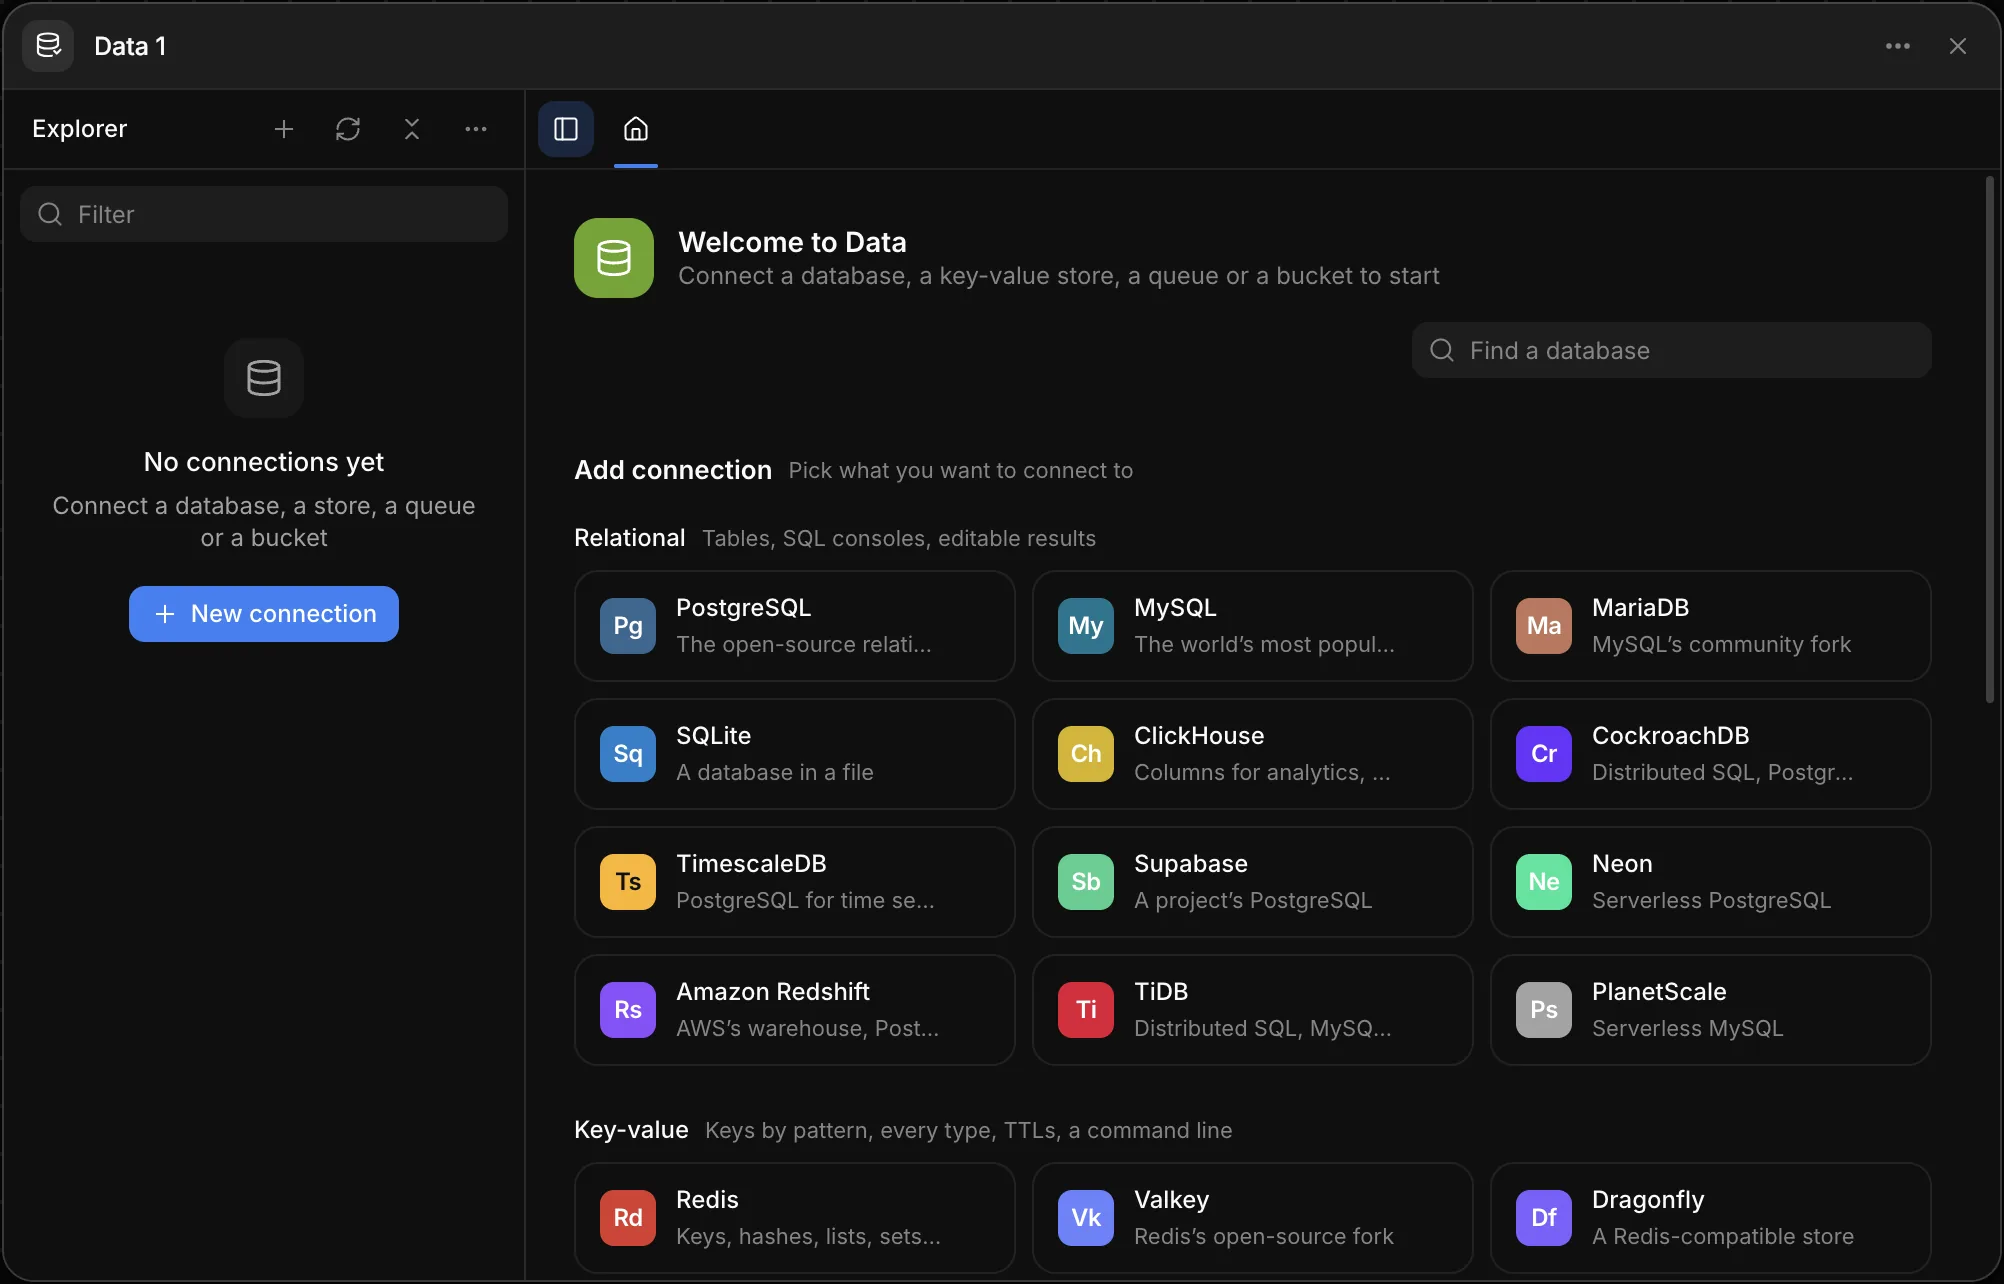 Data 1
Explorer
Filter
No connections yet
Connect a database, a store, a queue
or a bucket
New connection
Welcome to Data
Connect a database, a key-value store, a queue or a bucket to start
Find a database
Add connection Pick what you want to connect to
Relational Tables, SQL consoles, editable results
Pg PostgreSQL
The open-source relati...
My MySQL
The world’s most popul...
Ma MariaDB
MySQL’s community fork
Sq SQLite
A database in a file
Ch ClickHouse
Columns for analytics, ...
Cr CockroachDB
Distributed SQL, Postgr...
Ts TimescaleDB
PostgreSQL for time se...
Sb Supabase
A project’s PostgreSQL
Ne Neon
Serverless PostgreSQL
Rs Amazon Redshift
AWS’s warehouse, Post...
Ti TiDB
Distributed SQL, MySQ...
Ps PlanetScale
Serverless MySQL
Key-value Keys by pattern, every type, TTLs, a command line
Rd Redis
Keys, hashes, lists, sets...
Vk Valkey
Redis’s open-source fork
Df Dragonfly
A Redis-compatible store